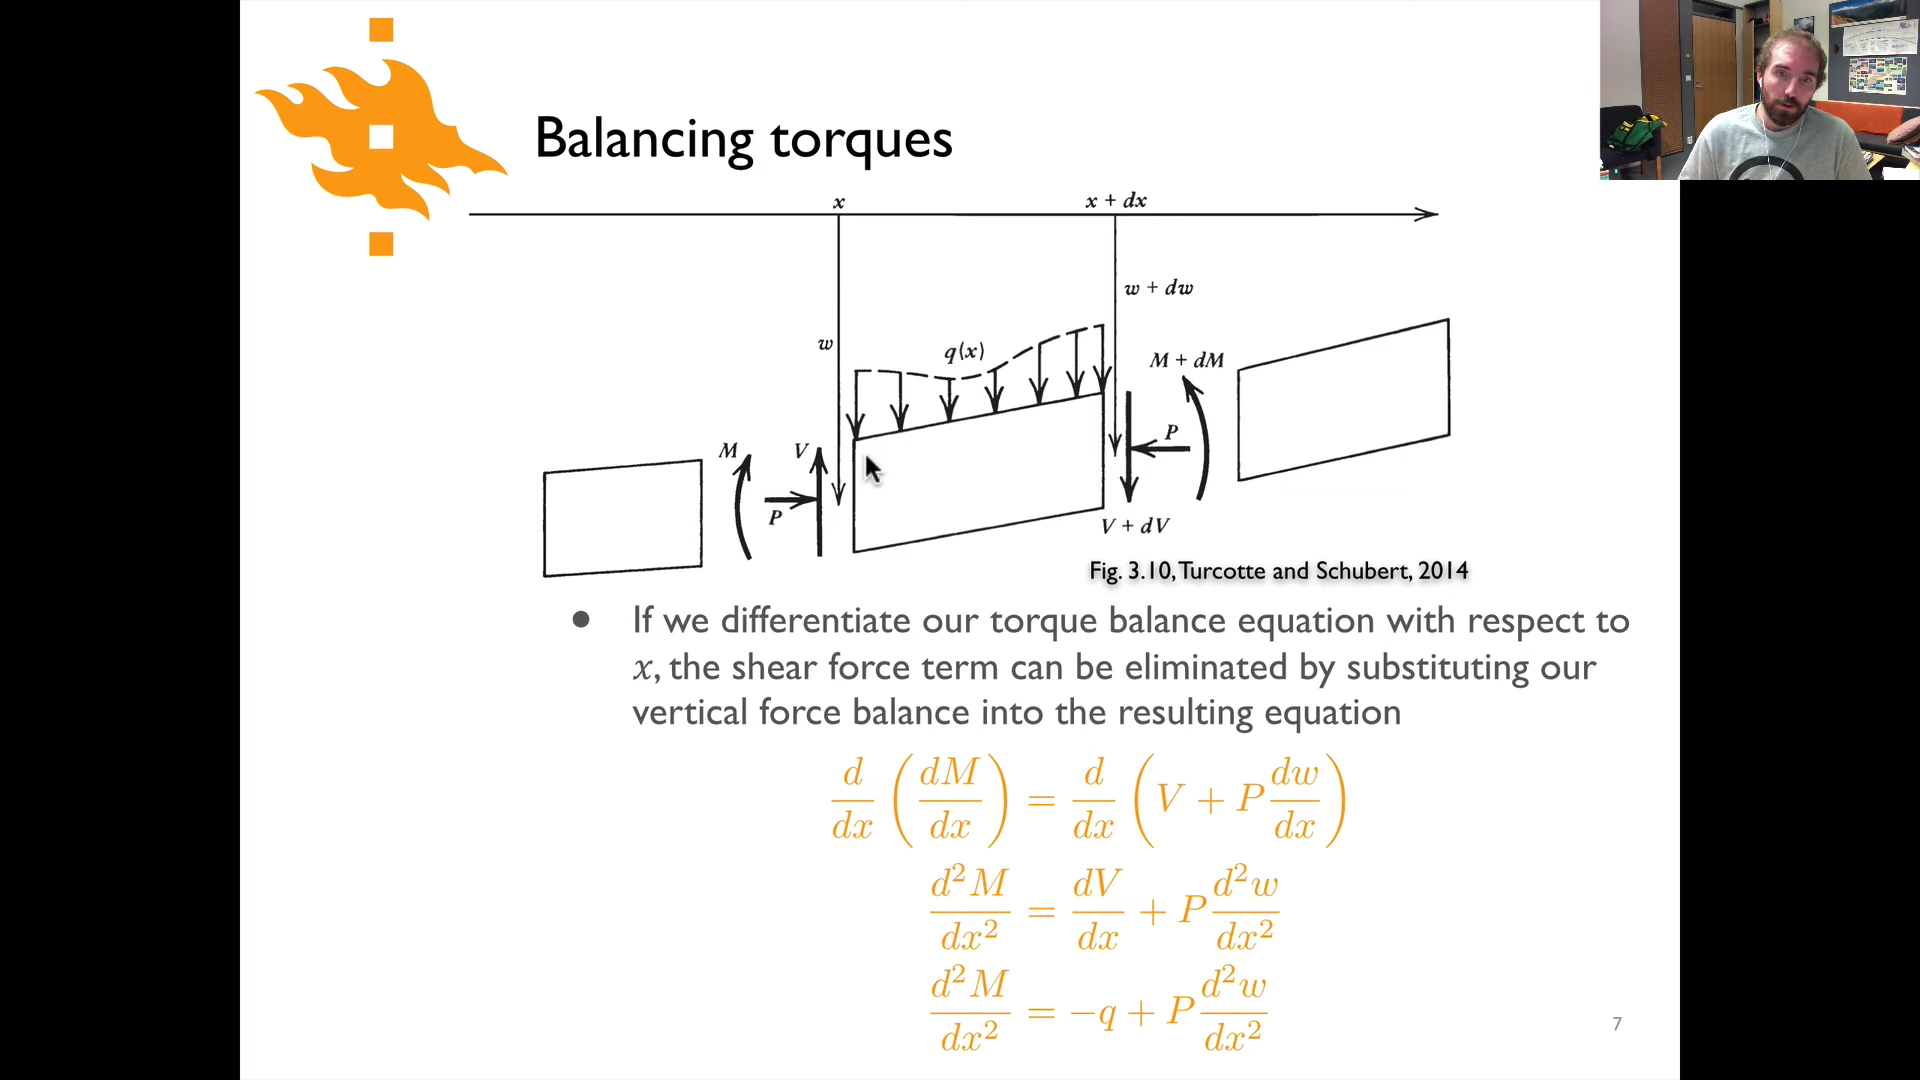 Balancing torques
x
x + dx
w + dw
w
q(x)
M + dM
P
M
V
P
V + dV
Fig. 3.10, Turcotte and Schubert, 2014
● If we differentiate our torque balance equation with respect to
x, the shear force term can be eliminated by substituting our
vertical force balance into the resulting equation
d/dx (dM/dx) = d/dx (V + P dw/dx)
d²M/dx² = dV/dx + P d²w/dx²
d²M/dx² = −q + P d²w/dx²
7